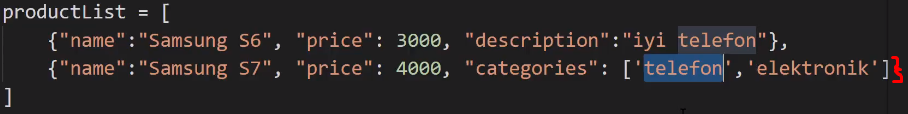 productList = [
{"name":"Samsung S6", "price": 3000, "description":"iyi telefon"},
{"name":"Samsung S7", "price": 4000, "categories": ['telefon','elektronik']}
]